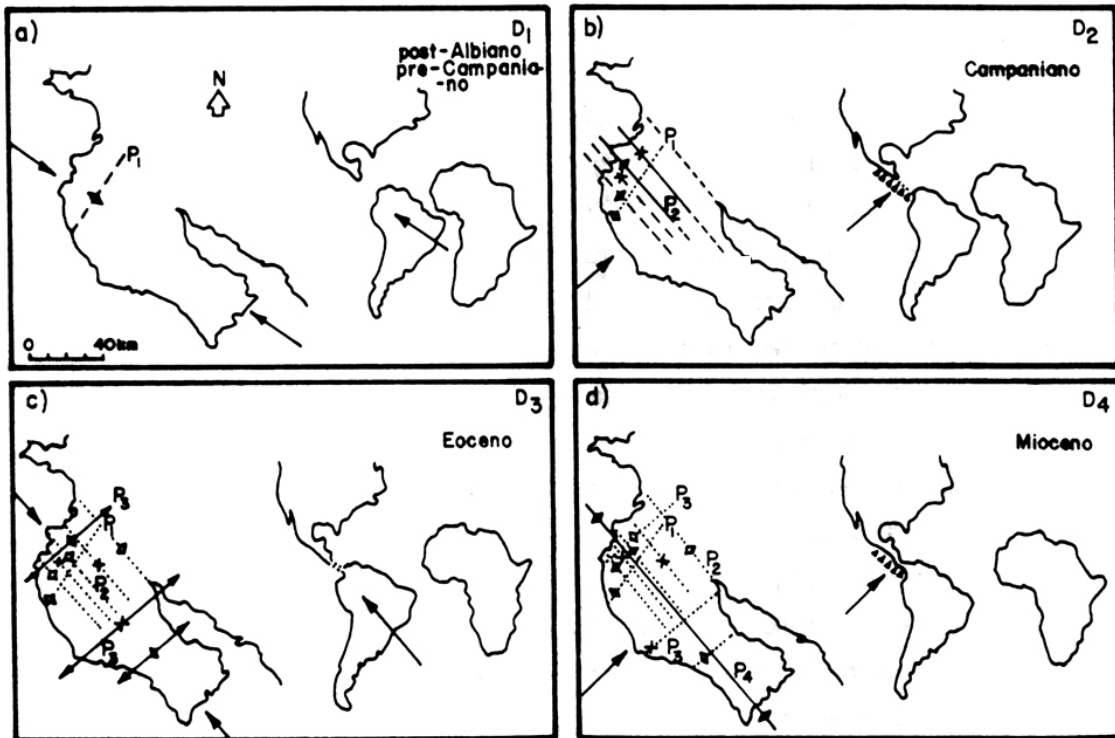 a)
D1
post-Albiano
pre-Campania-
-no
N
P1
0 40km
b)
D2
Campaniano
P1
P2
c)
D3
Eoceno
P3
P1
P2
P3
d)
D4
Mioceno
P3
P1
P2
P3
P4